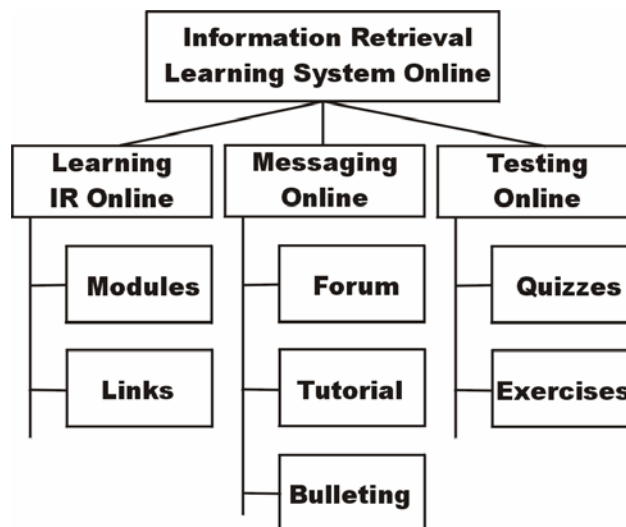 Information Retrieval
Learning System Online
Learning
IR Online
Messaging
Online
Testing
Online
Modules
Forum
Quizzes
Links
Tutorial
Exercises
Bulleting